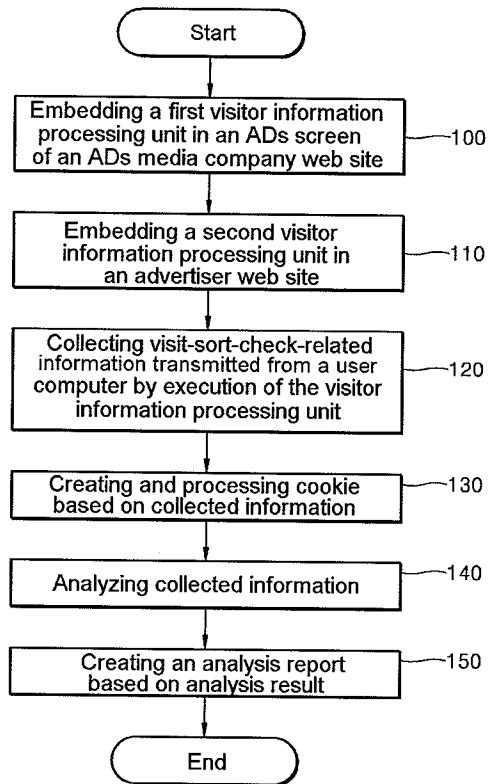 Start
Embedding a first visitor information
processing unit in an ADs screen
of an ADs media company web site
100
Embedding a second visitor
information processing unit in
an advertiser web site
110
Collecting visit-sort-check-related
information transmitted from a user
computer by execution of the visitor
information processing unit
120
Creating and processing cookie
based on collected information
130
Analyzing collected information
140
Creating an analysis report
based on analysis result
150
End